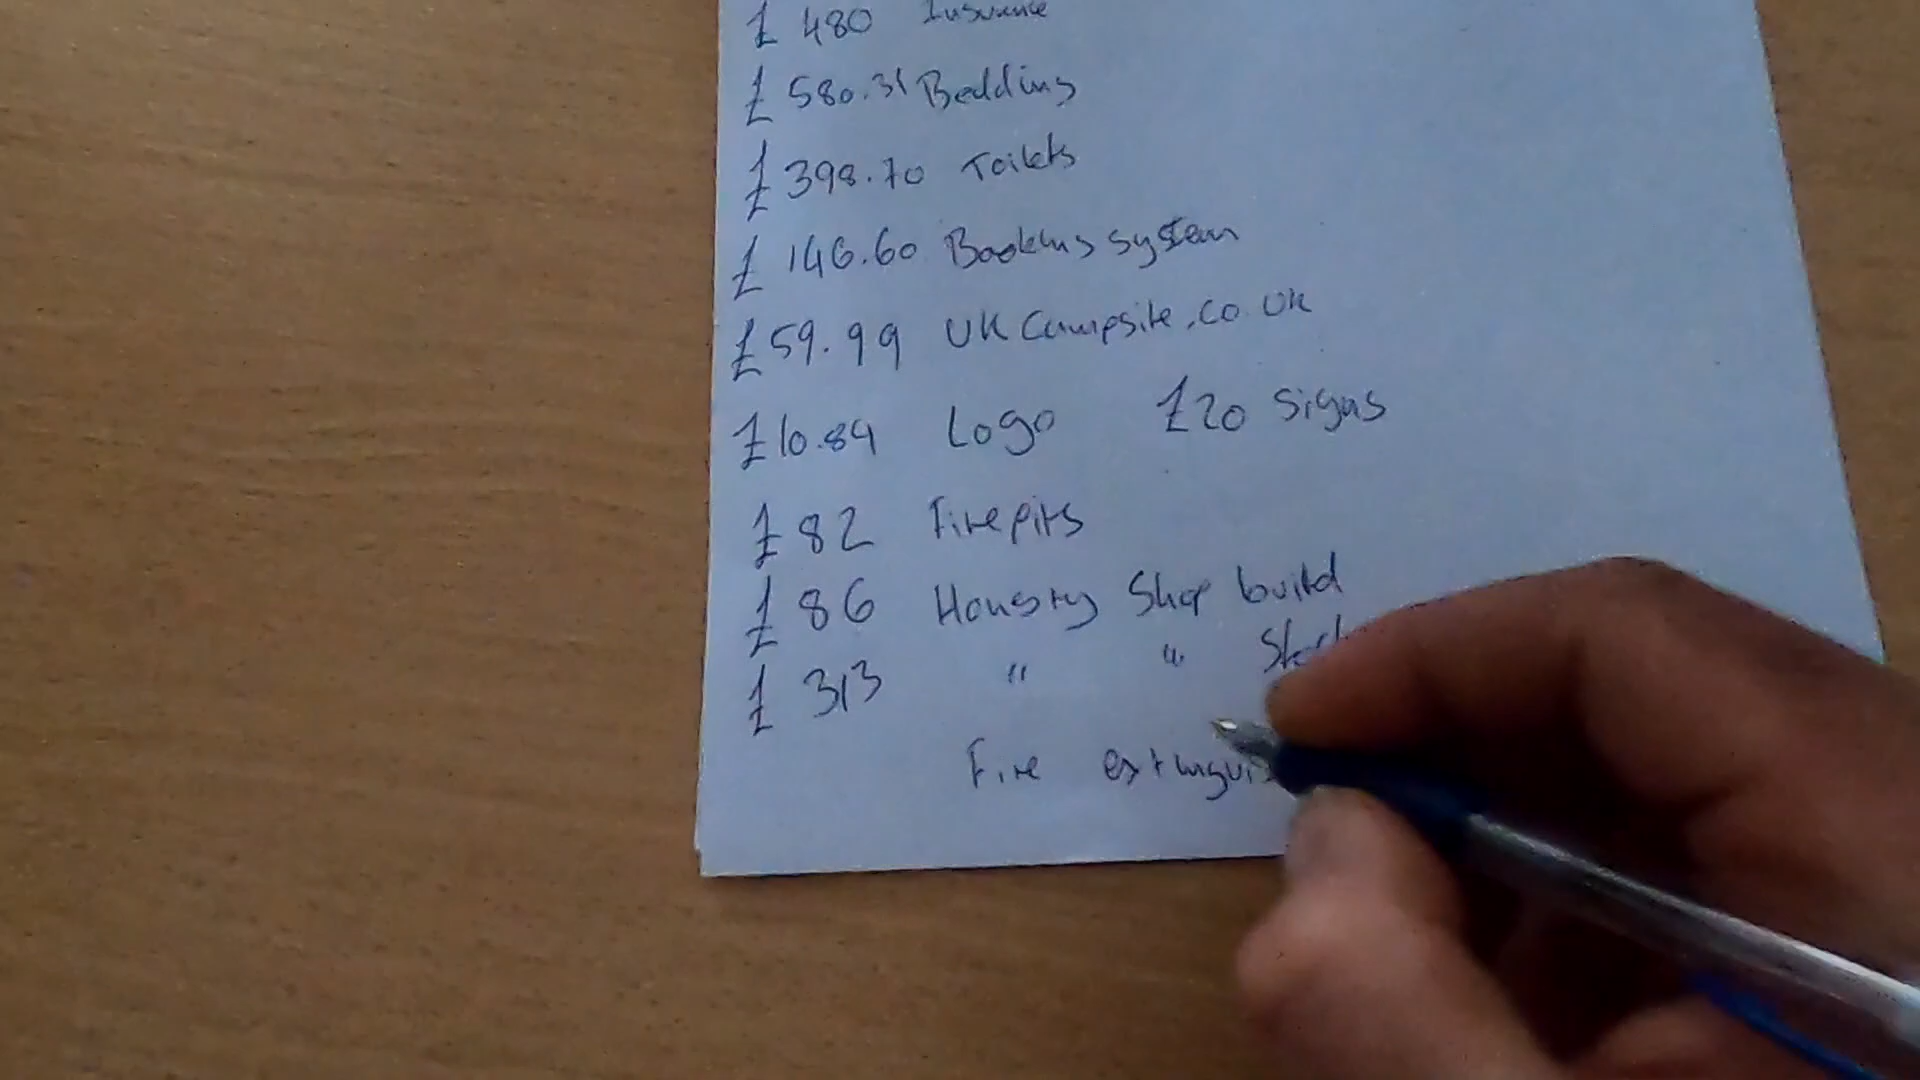 £ 480 Insurance
£ 580.31 Bedding
£ 398.70 Toilets
£ 146.60 Booking system
£59.99 UK Campsite.co.uk
£10.84 Logo £20 Signs
£ 82 Firepits
£ 86 Honesty Shop build
£ 313 " "
Fire